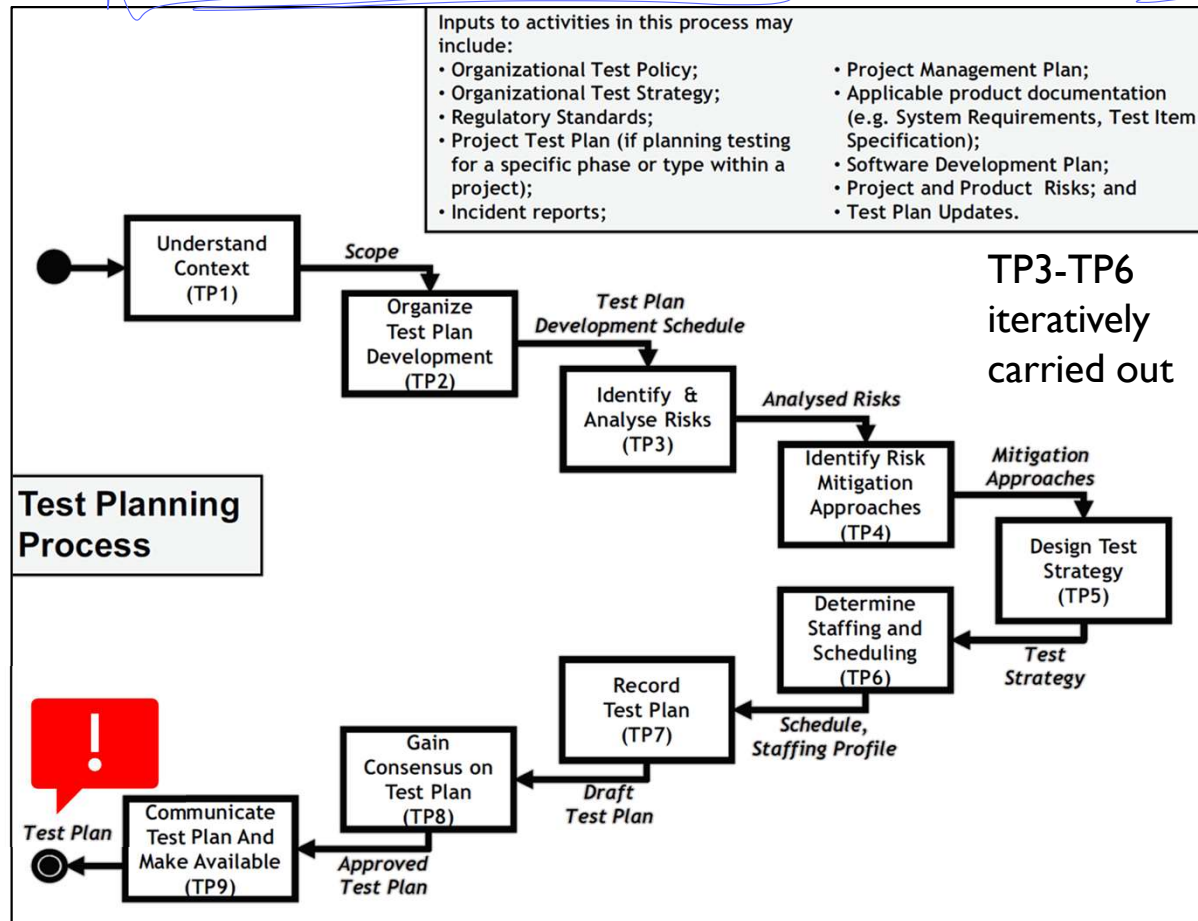 Inputs to activities in this process may
include:
• Organizational Test Policy;
• Organizational Test Strategy;
• Regulatory Standards;
• Project Test Plan (if planning testing
for a specific phase or type within a
project);
• Incident reports;
• Project Management Plan;
• Applicable product documentation
(e.g. System Requirements, Test Item
Specification);
• Software Development Plan;
• Project and Product Risks; and
• Test Plan Updates.
TP3-TP6
iteratively
carried out
Understand
Context
(TP1)
Scope
Organize
Test Plan
Development
(TP2)
Test Plan
Development Schedule
Identify &
Analyse Risks
(TP3)
Analysed Risks
Identify Risk
Mitigation
Approaches
(TP4)
Mitigation
Approaches
Test Planning
Process
Design Test
Strategy
(TP5)
Test
Strategy
Determine
Staffing and
Scheduling
(TP6)
Schedule,
Staffing Profile
Record
Test Plan
(TP7)
Draft
Test Plan
Gain
Consensus on
Test Plan
(TP8)
Approved
Test Plan
Communicate
Test Plan And
Make Available
(TP9)
!
Test Plan